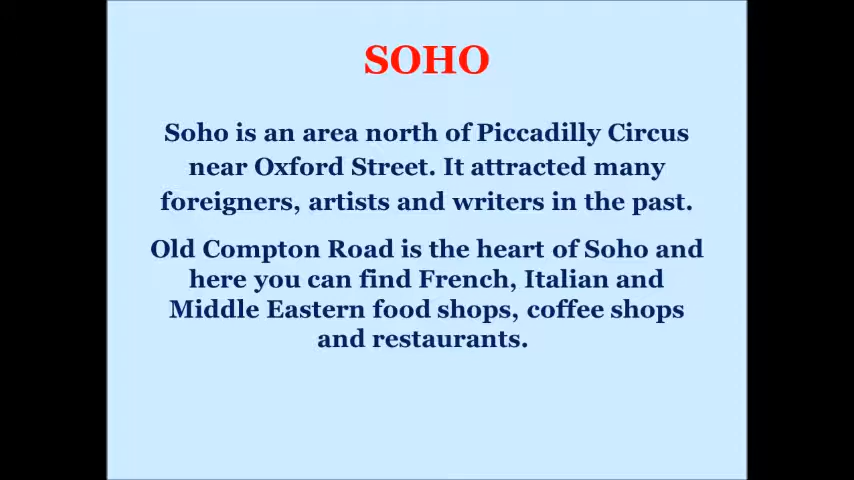 SOHO
Soho is an area north of Piccadilly Circus
near Oxford Street. It attracted many
foreigners, artists and writers in the past.
Old Compton Road is the heart of Soho and
here you can find French, Italian and
Middle Eastern food shops, coffee shops
and restaurants.